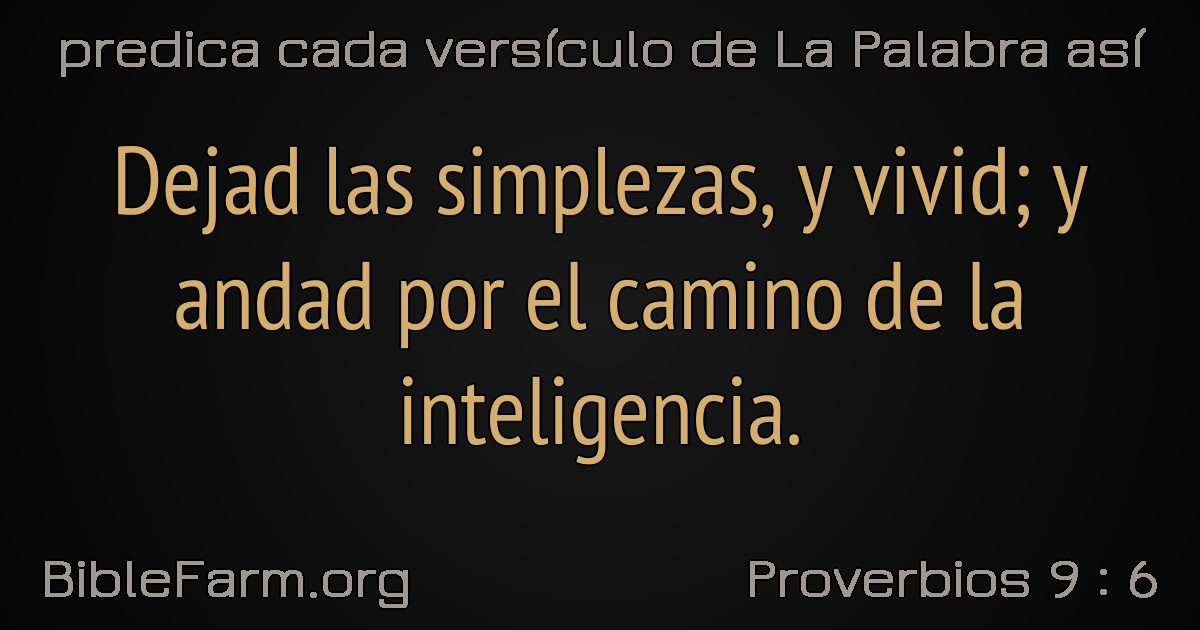 predica cada versículo de La Palabra así
Dejad las simplezas, y vivid; y
andad por el camino de la
inteligencia.
BibleFarm.org
Proverbios 9 : 6